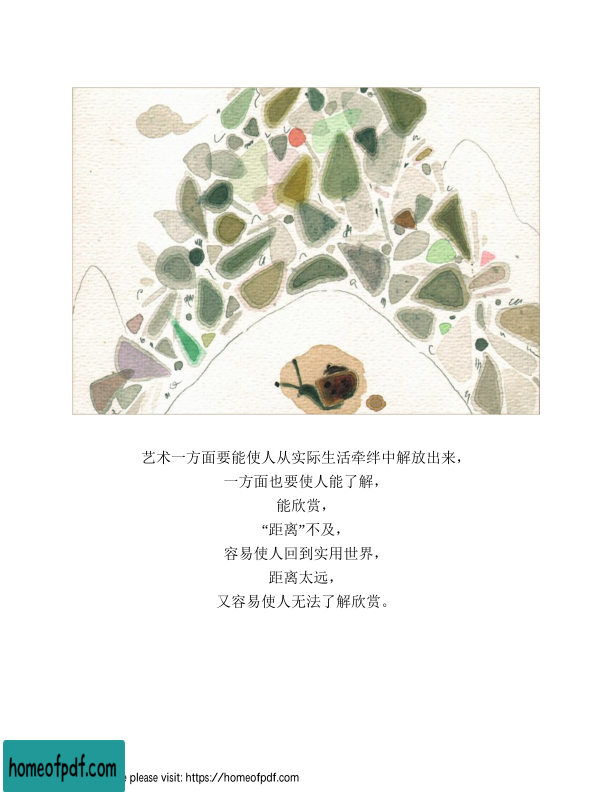 艺术一方面要能使人从实际生活牵绊中解放出来，
一方面也要使人能了解，
能欣赏，
“距离”不及，
容易使人回到实用世界，
距离太远，
又容易使人无法了解欣赏。
homeofpdf.com
e please visit: https://homeofpdf.com